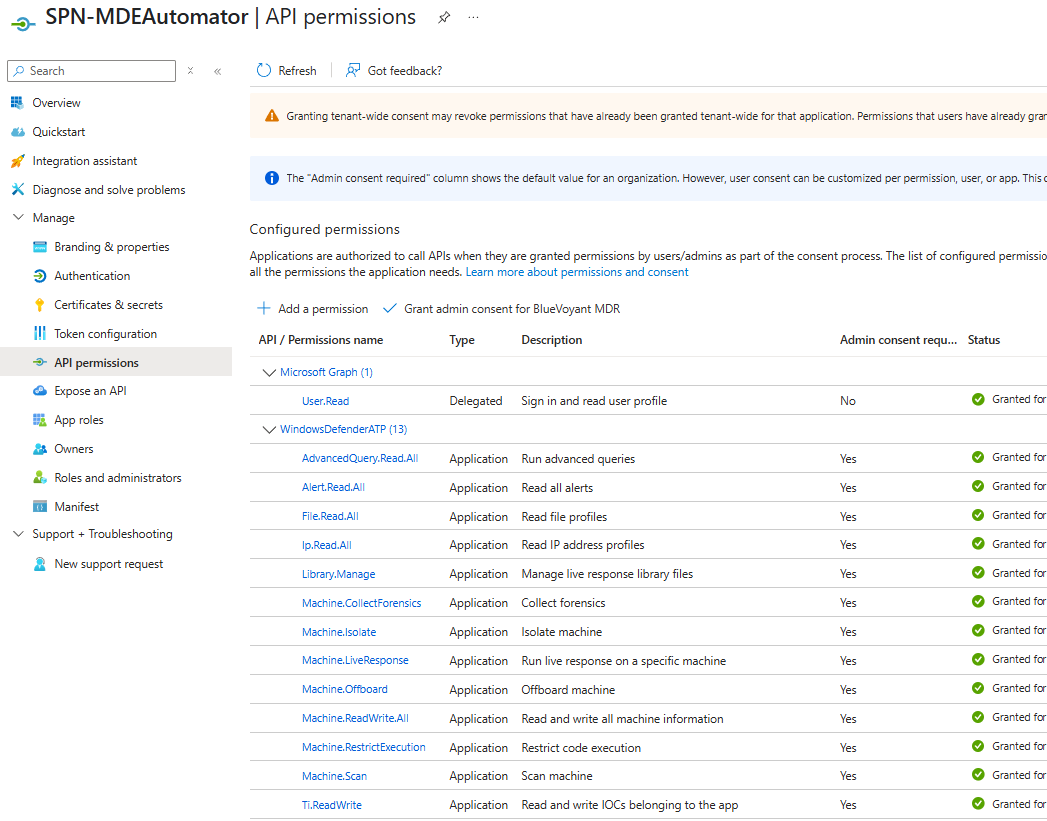 SPN-MDEAutomator | API permissions
Search
Refresh
Got feedback?
Overview
Quickstart
Integration assistant
Diagnose and solve problems
Manage
Branding & properties
Authentication
Certificates & secrets
Token configuration
API permissions
Expose an API
App roles
Owners
Roles and administrators
Manifest
Support + Troubleshooting
New support request
Granting tenant-wide consent may revoke permissions that have already been granted tenant-wide for that application. Permissions that users have already gran
The "Admin consent required" column shows the default value for an organization. However, user consent can be customized per permission, user, or app. This c
Configured permissions
Applications are authorized to call APIs when they are granted permissions by users/admins as part of the consent process. The list of configured permissio
all the permissions the application needs. Learn more about permissions and consent
Add a permission Grant admin consent for BlueVoyant MDR
API / Permissions name Type Description Admin consent requ... Status
Microsoft Graph (1)
User.Read Delegated Sign in and read user profile No Granted for
WindowsDefenderATP (13)
AdvancedQuery.Read.All Application Run advanced queries Yes Granted for
Alert.Read.All Application Read all alerts Yes Granted for
File.Read.All Application Read file profiles Yes Granted for
Ip.Read.All Application Read IP address profiles Yes Granted for
Library.Manage Application Manage live response library files Yes Granted for
Machine.CollectForensics Application Collect forensics Yes Granted for
Machine.Isolate Application Isolate machine Yes Granted for
Machine.LiveResponse Application Run live response on a specific machine Yes Granted for
Machine.Offboard Application Offboard machine Yes Granted for
Machine.ReadWrite.All Application Read and write all machine information Yes Granted for
Machine.RestrictExecution Application Restrict code execution Yes Granted for
Machine.Scan Application Scan machine Yes Granted for
Ti.ReadWrite Application Read and write IOCs belonging to the app Yes Granted for